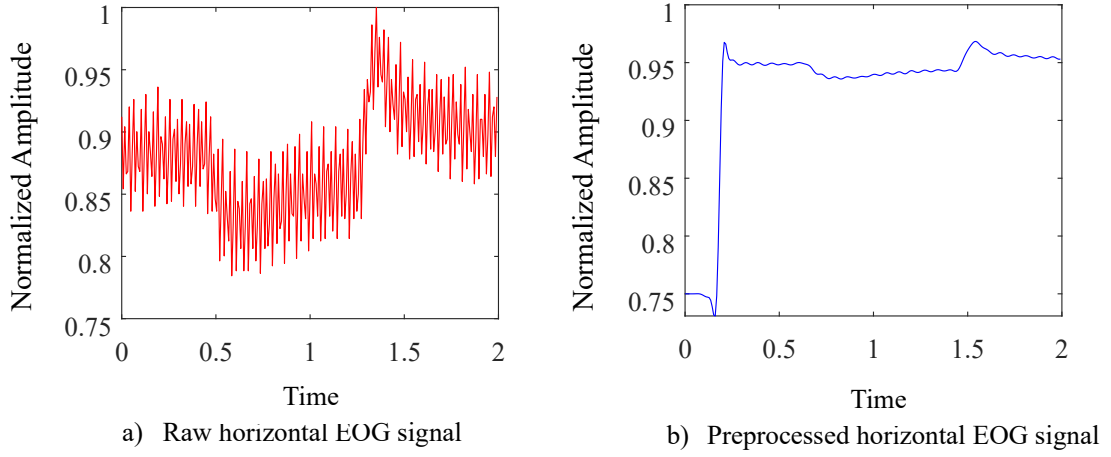 1
0.95
0.9
0.85
0.8
0.75
Normalized Amplitude
0 0.5 1 1.5 2
Time
a) Raw horizontal EOG signal
1
0.95
0.9
0.85
0.8
0.75
Normalized Amplitude
0 0.5 1 1.5 2
Time
b) Preprocessed horizontal EOG signal